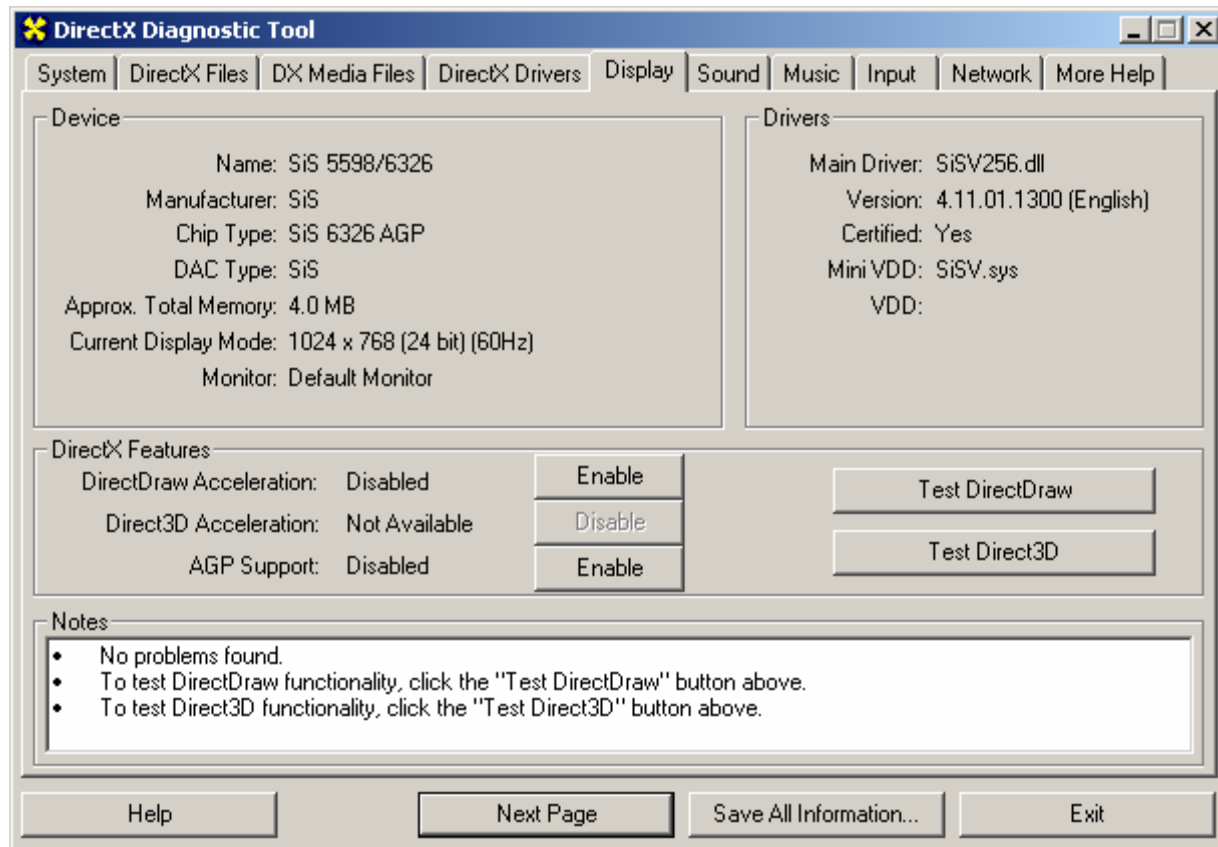 DirectX Diagnostic Tool
System DirectX Files DX Media Files DirectX Drivers Display Sound Music Input Network More Help
Device
Name: SiS 5598/6326
Manufacturer: SiS
Chip Type: SiS 6326 AGP
DAC Type: SiS
Approx. Total Memory: 4.0 MB
Current Display Mode: 1024 x 768 (24 bit) (60Hz)
Monitor: Default Monitor
Drivers
Main Driver: SiSV256.dll
Version: 4.11.01.1300 (English)
Certified: Yes
Mini VDD: SiSV.sys
VDD:
DirectX Features
DirectDraw Acceleration: Disabled Enable
Direct3D Acceleration: Not Available Disable
AGP Support: Disabled Enable
Test DirectDraw
Test Direct3D
Notes
• No problems found.
• To test DirectDraw functionality, click the "Test DirectDraw" button above.
• To test Direct3D functionality, click the "Test Direct3D" button above.
Help Next Page Save All Information... Exit